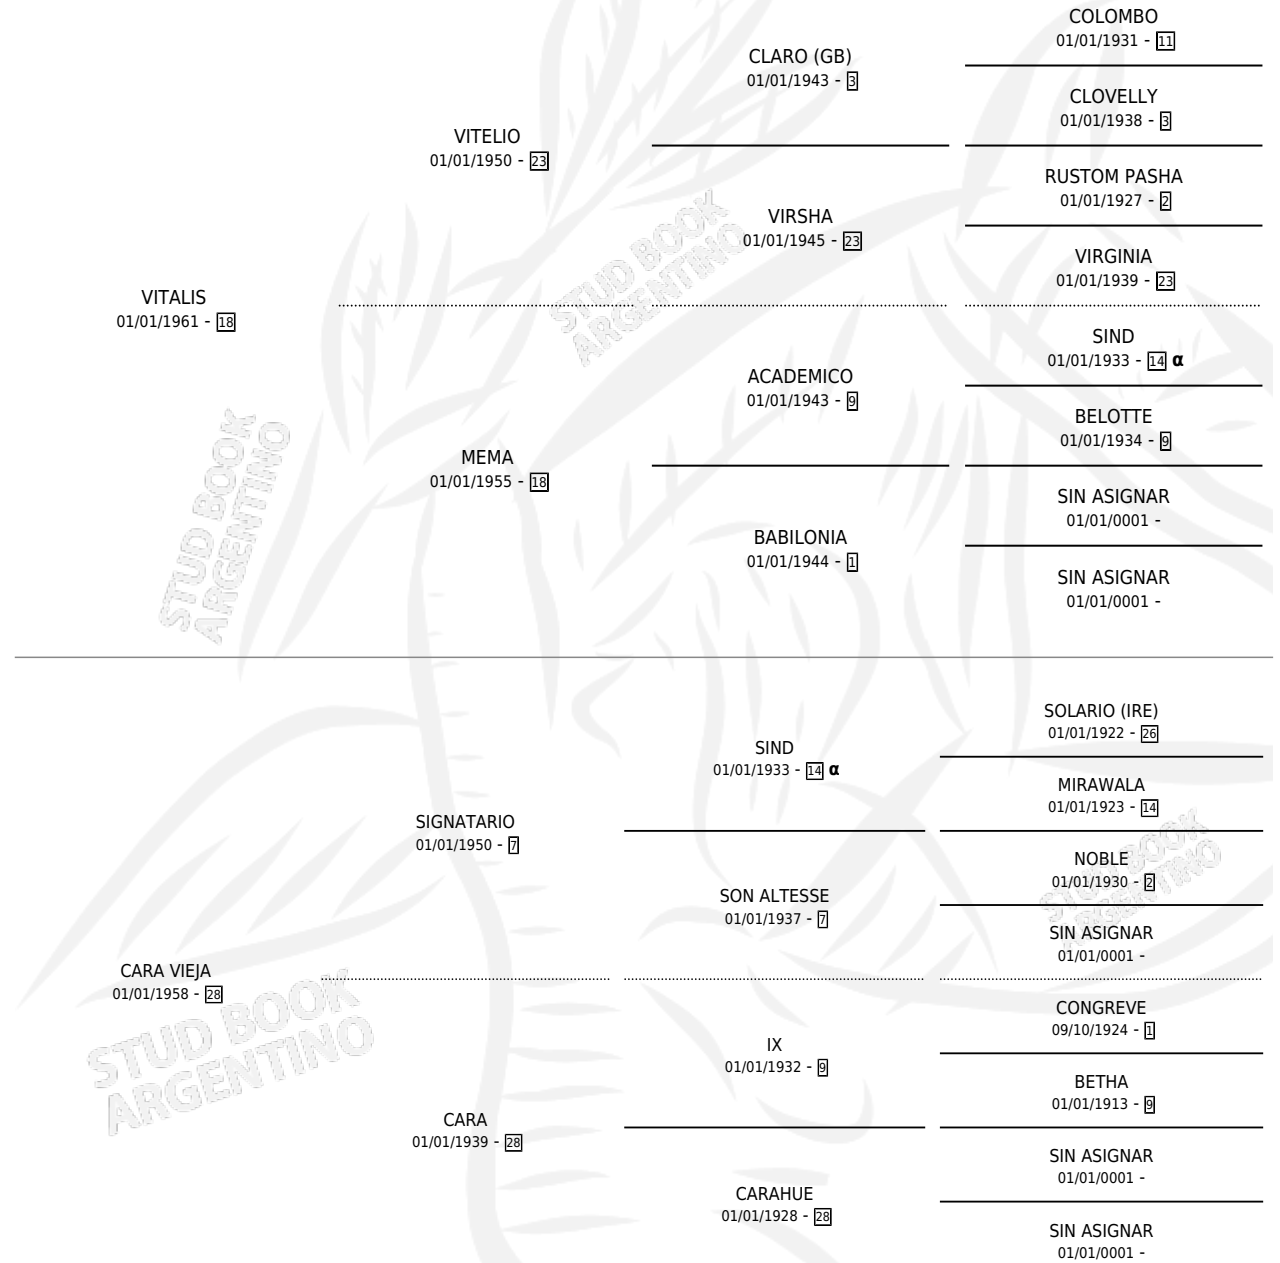 COLOMBO
01/01/1931 - 11
CLARO (GB)
01/01/1943 - 3
CLOVELLY
01/01/1938 - 3
VITELIO
01/01/1950 - 23
RUSTOM PASHA
01/01/1927 - 2
VIRSHA
01/01/1945 - 23
VIRGINIA
01/01/1939 - 23
VITALIS
01/01/1961 - 18
SIND
01/01/1933 - 14 α
ACADEMICO
01/01/1943 - 9
BELOTTE
01/01/1934 - 9
MEMA
01/01/1955 - 18
SIN ASIGNAR
01/01/0001 -
BABILONIA
01/01/1944 - 1
SIN ASIGNAR
01/01/0001 -
SOLARIO (IRE)
01/01/1922 - 26
SIND
01/01/1933 - 14 α
MIRAWALA
01/01/1923 - 14
SIGNATARIO
01/01/1950 - 7
NOBLE
01/01/1930 - 2
SON ALTESSE
01/01/1937 - 7
SIN ASIGNAR
01/01/0001 -
CARA VIEJA
01/01/1958 - 28
CONGREVE
09/10/1924 - 1
IX
01/01/1932 - 9
BETHA
01/01/1913 - 9
CARA
01/01/1939 - 28
SIN ASIGNAR
01/01/0001 -
CARAHUE
01/01/1928 - 28
SIN ASIGNAR
01/01/0001 -
STUD BOOK
ARGENTINO
STUD BOOK
ARGENTINO
STUD BOOK
ARGENTINO
STUD BOOK
ARGENTINO